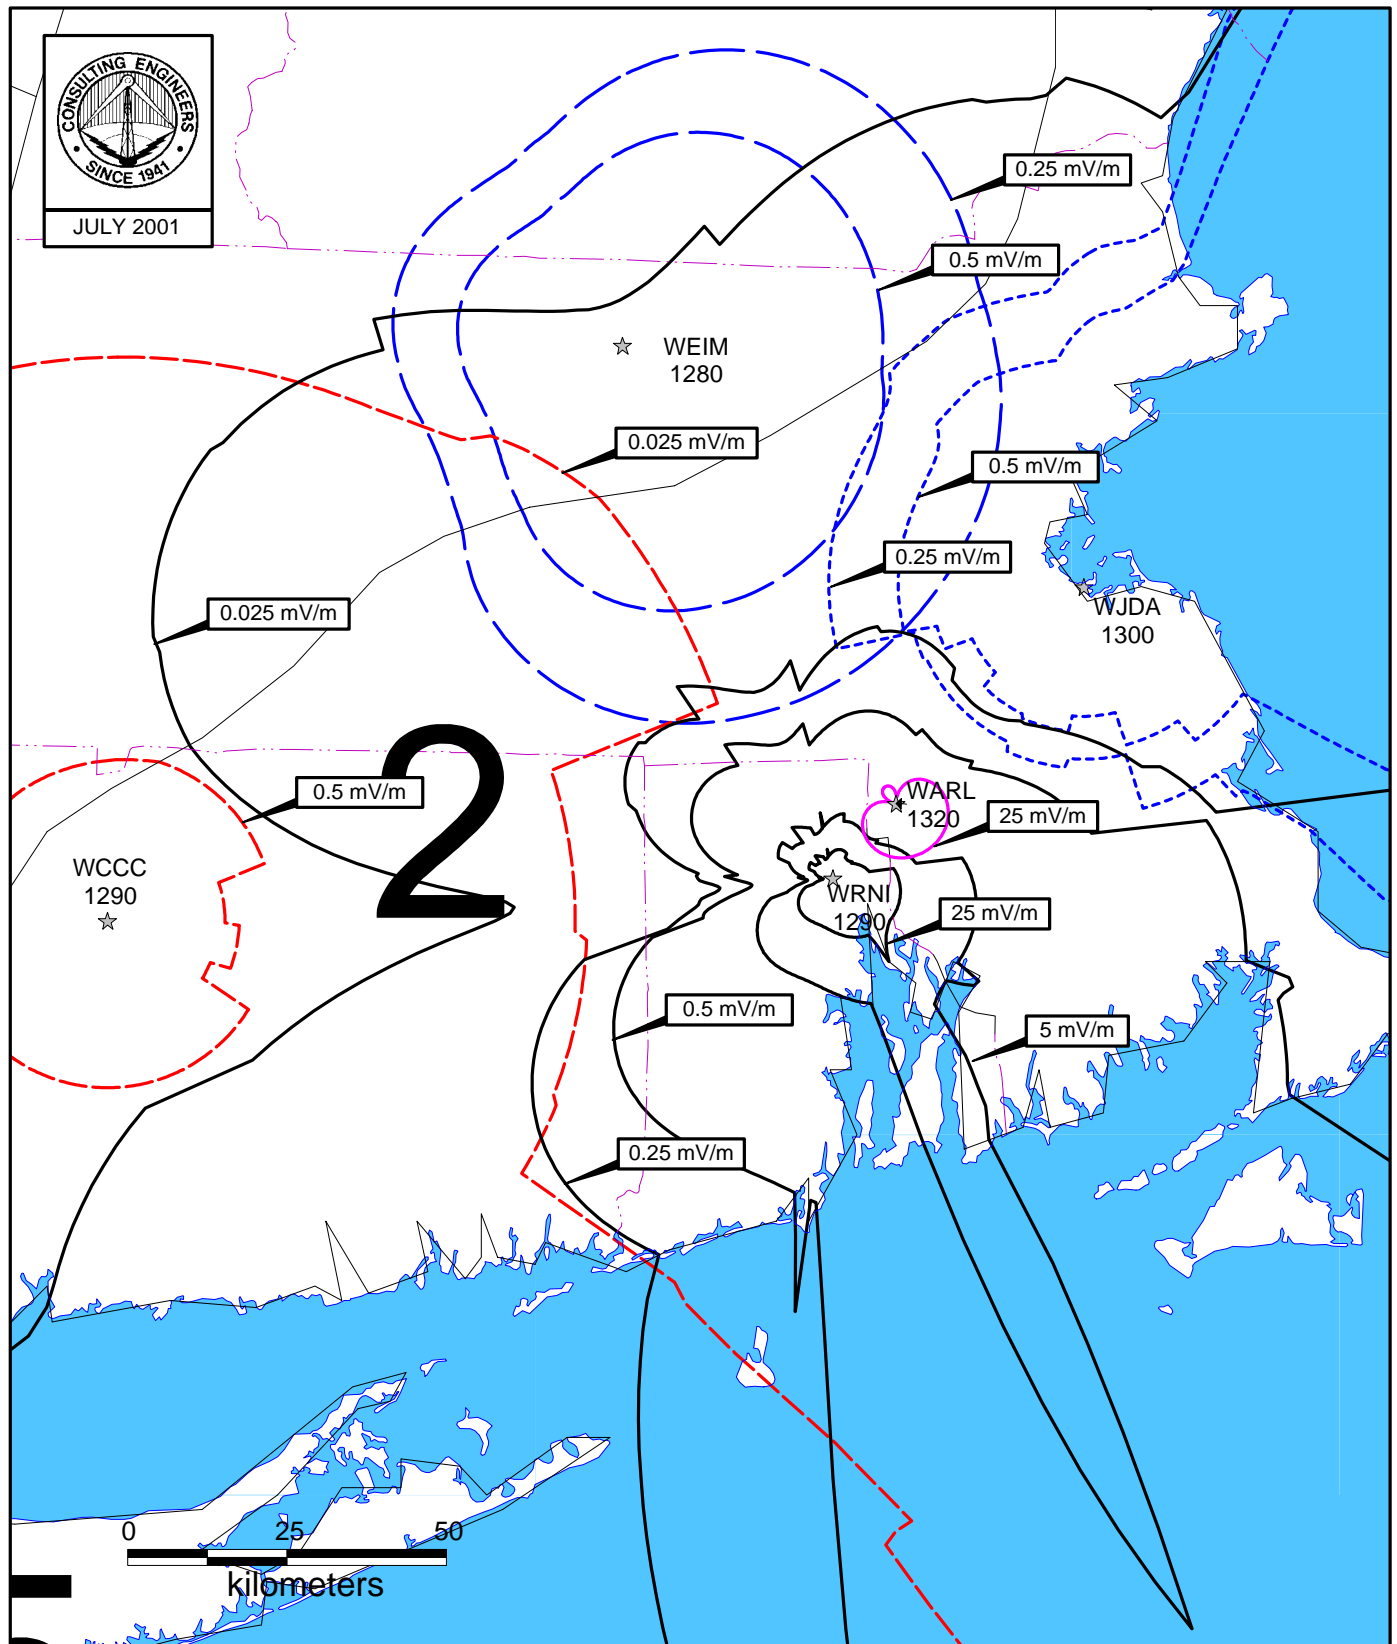 CONSULTING ENGINEERS
• SINCE 1941 •
JULY 2001
0.25 mV/m
0.5 mV/m
WEIM
1280
0.025 mV/m
0.5 mV/m
0.25 mV/m
WJDA
1300
0.025 mV/m
2
0.5 mV/m
WARL
1320
25 mV/m
WCCC
1290
WRNI
1290
25 mV/m
0.5 mV/m
5 mV/m
0.25 mV/m
0 25 50
kilometers